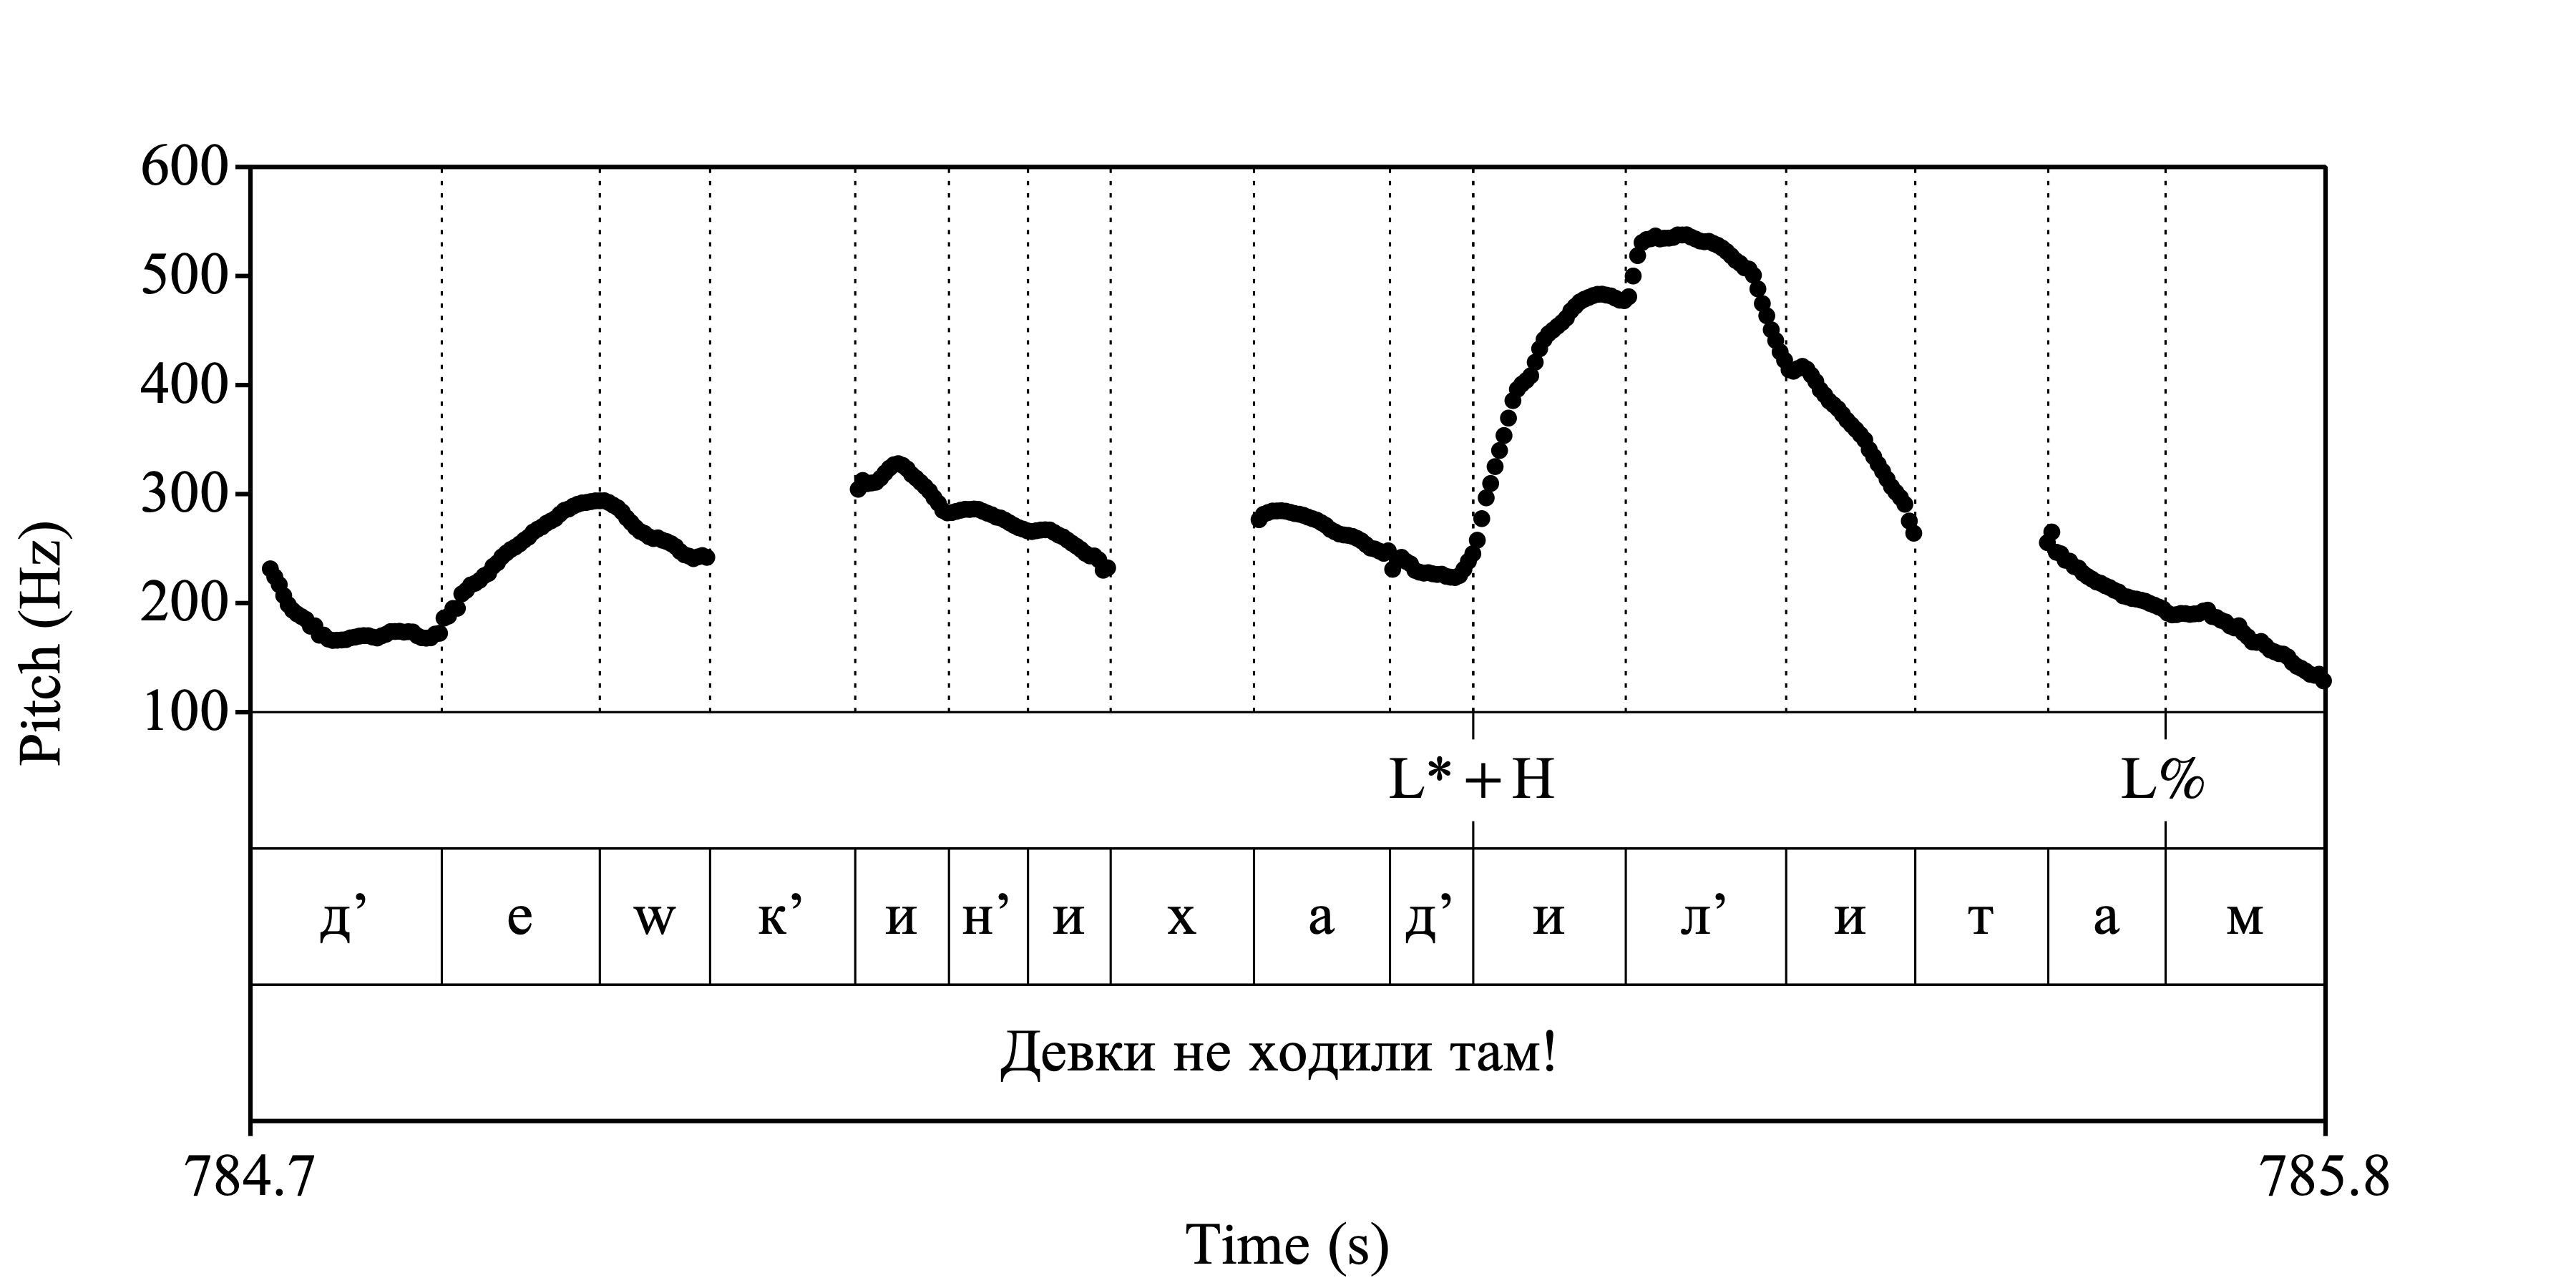 600
500
400
300
200
100
Pitch (Hz)
L*+H L%
д’ е w к’ и н’ и х а д’ и л’ и т а м
Девки не ходили там!
784.7 785.8
Time (s)